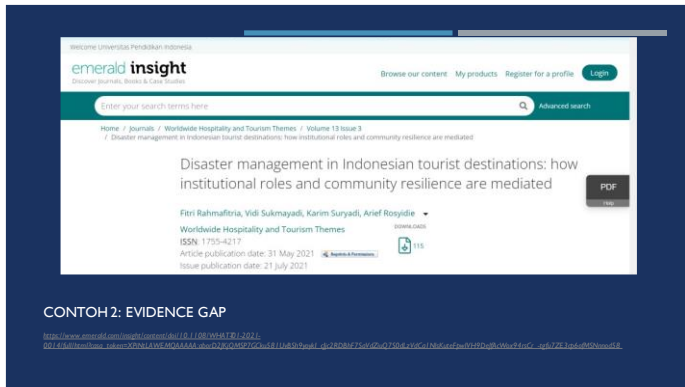 Welcome Universitas Pendidikan Indonesia
emerald insight
Discover Journals, Books & Case Studies
Browse our content My products Register for a profile Login
Enter your search terms here
Advanced search
Home / Journals / Worldwide Hospitality and Tourism Themes / Volume 13 Issue 3
/ Disaster management in Indonesian tourist destinations: how institutional roles and community resilience are mediated
Disaster management in Indonesian tourist destinations: how
institutional roles and community resilience are mediated
PDF
Fitri Rahmafitria, Vidi Sukmayadi, Karim Suryadi, Arief Rosyidie
DOWNLOADS
Worldwide Hospitality and Tourism Themes
ISSN: 1755-4217
115
Article publication date: 31 May 2021
Reprints & Permissions
Issue publication date: 21 July 2021
CONTOH 2: EVIDENCE GAP